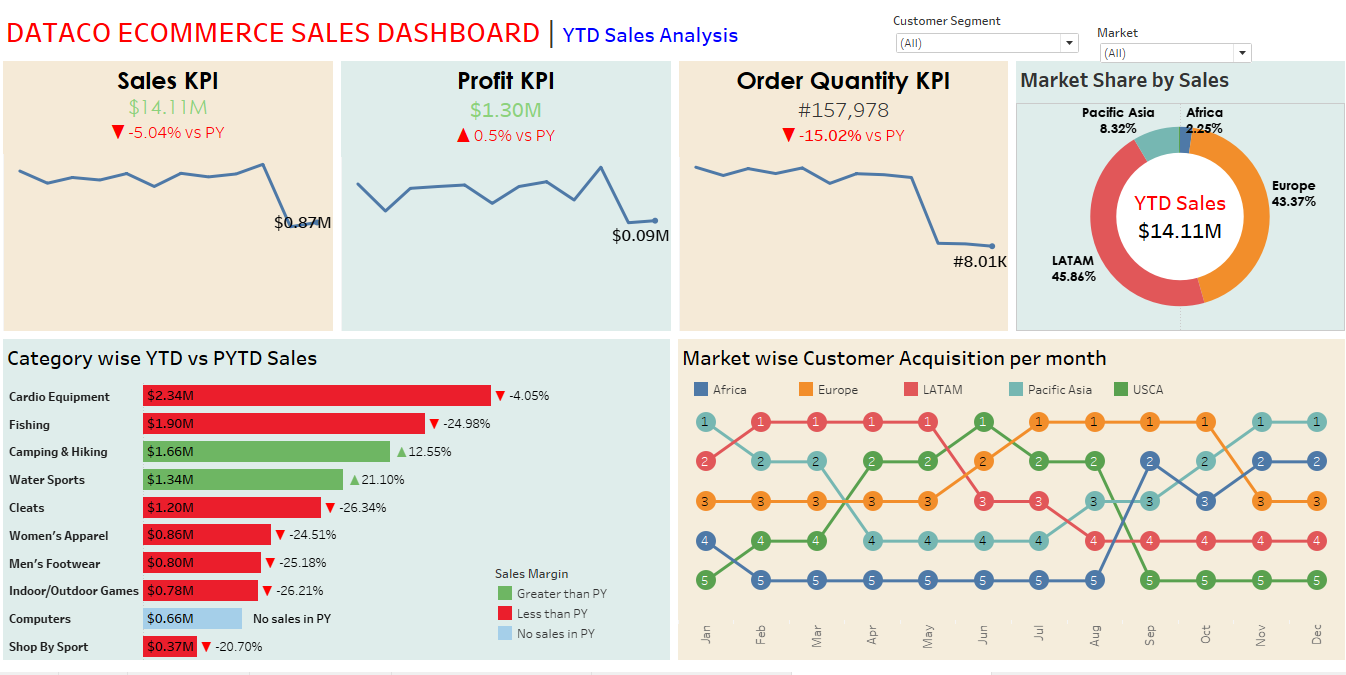 DATACO ECOMMERCE SALES DASHBOARD | YTD Sales Analysis
Customer Segment
(All)
Market
(All)
Sales KPI
$14.11M
▼ -5.04% vs PY
$0.87M
Profit KPI
$1.30M
▲ 0.5% vs PY
$0.09M
Order Quantity KPI
#157,978
▼ -15.02% vs PY
#8.01K
Market Share by Sales
Pacific Asia
8.32%
Africa
2.25%
Europe
43.37%
LATAM
45.86%
YTD Sales
$14.11M
Category wise YTD vs PYTD Sales
Cardio Equipment $2.34M ▼ -4.05%
Fishing $1.90M ▼ -24.98%
Camping & Hiking $1.66M ▲ 12.55%
Water Sports $1.34M ▲ 21.10%
Cleats $1.20M ▼ -26.34%
Women's Apparel $0.86M ▼ -24.51%
Men's Footwear $0.80M ▼ -25.18%
Indoor/Outdoor Games $0.78M ▼ -26.21%
Computers $0.66M No sales in PY
Shop By Sport $0.37M ▼ -20.70%
Sales Margin
Greater than PY
Less than PY
No sales in PY
Market wise Customer Acquisition per month
Africa Europe LATAM Pacific Asia USCA
1 1 1 1 1 1 1 1 1 1 1 1
2 2 2 2 2 2 2 2 2 2 2 2
3 3 3 3 3 3 3 3 3 3 3 3
4 4 4 4 4 4 4 4 4 4 4 4
5 5 5 5 5 5 5 5 5 5 5 5
Jan Feb Mar Apr May Jun Jul Aug Sep Oct Nov Dec